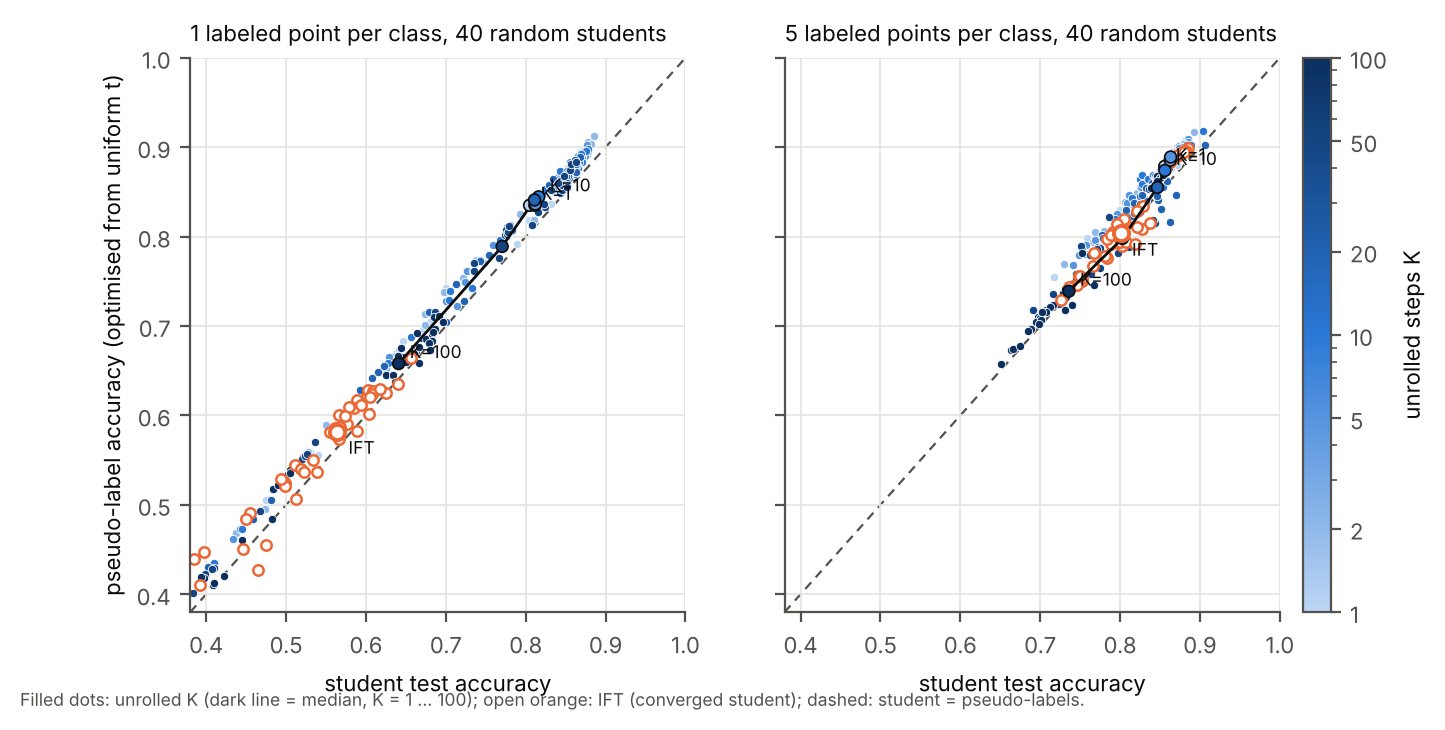 1 labeled point per class, 40 random students
5 labeled points per class, 40 random students
pseudo-label accuracy (optimised from uniform t)
1.0
0.9
0.8
0.7
0.6
0.5
0.4
K=10
K=1
K=100
IFT
0.4
0.5
0.6
0.7
0.8
0.9
1.0
student test accuracy
K=10
IFT
K=100
0.4
0.5
0.6
0.7
0.8
0.9
1.0
student test accuracy
100
50
20
10
5
2
1
unrolled steps K
Filled dots: unrolled K (dark line = median, K = 1 … 100); open orange: IFT (converged student); dashed: student = pseudo-labels.